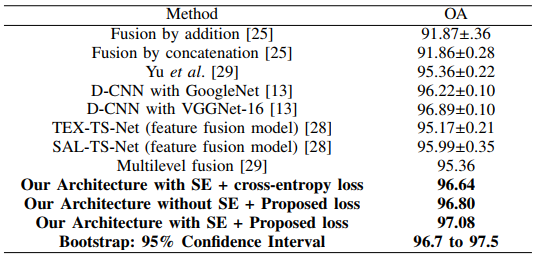 Method OA
Fusion by addition [25] 91.87±.36
Fusion by concatenation [25] 91.86±0.28
Yu et al. [29] 95.36±0.22
D-CNN with GoogleNet [13] 96.22±0.10
D-CNN with VGGNet-16 [13] 96.89±0.10
TEX-TS-Net (feature fusion model) [28] 95.17±0.21
SAL-TS-Net (feature fusion model) [28] 95.99±0.35
Multilevel fusion [29] 95.36
Our Architecture with SE + cross-entropy loss 96.64
Our Architecture without SE + Proposed loss 96.80
Our Architecture with SE + Proposed loss 97.08
Bootstrap: 95% Confidence Interval 96.7 to 97.5